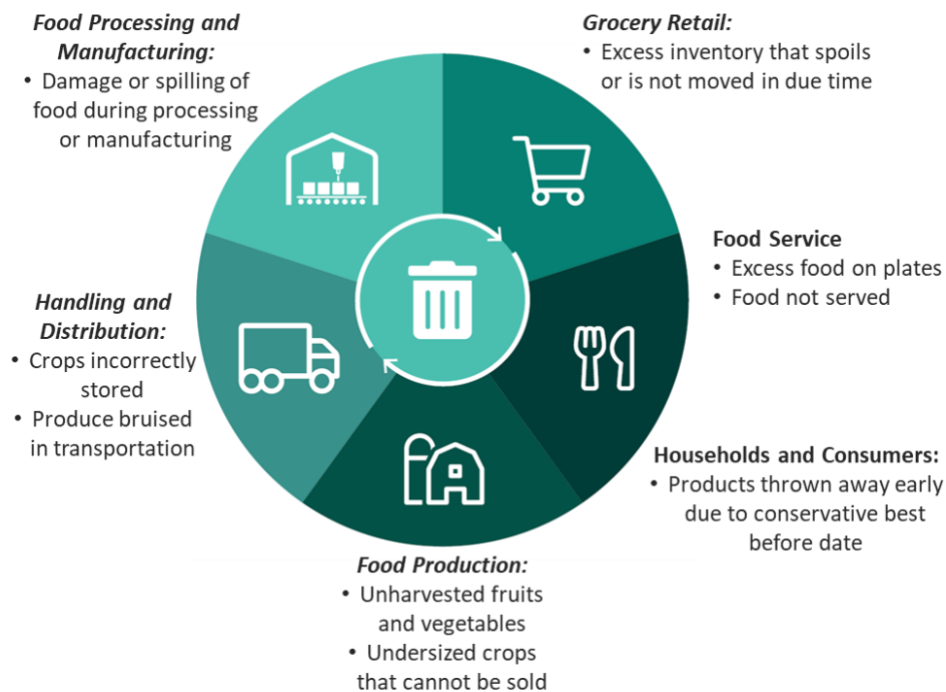 Food Processing and
Manufacturing:
• Damage or spilling of
food during processing
or manufacturing
Grocery Retail:
• Excess inventory that spoils
or is not moved in due time
Food Service
• Excess food on plates
• Food not served
Handling and
Distribution:
• Crops incorrectly
stored
• Produce bruised
in transportation
Households and Consumers:
• Products thrown away early
due to conservative best
before date
Food Production:
• Unharvested fruits
and vegetables
• Undersized crops
that cannot be sold